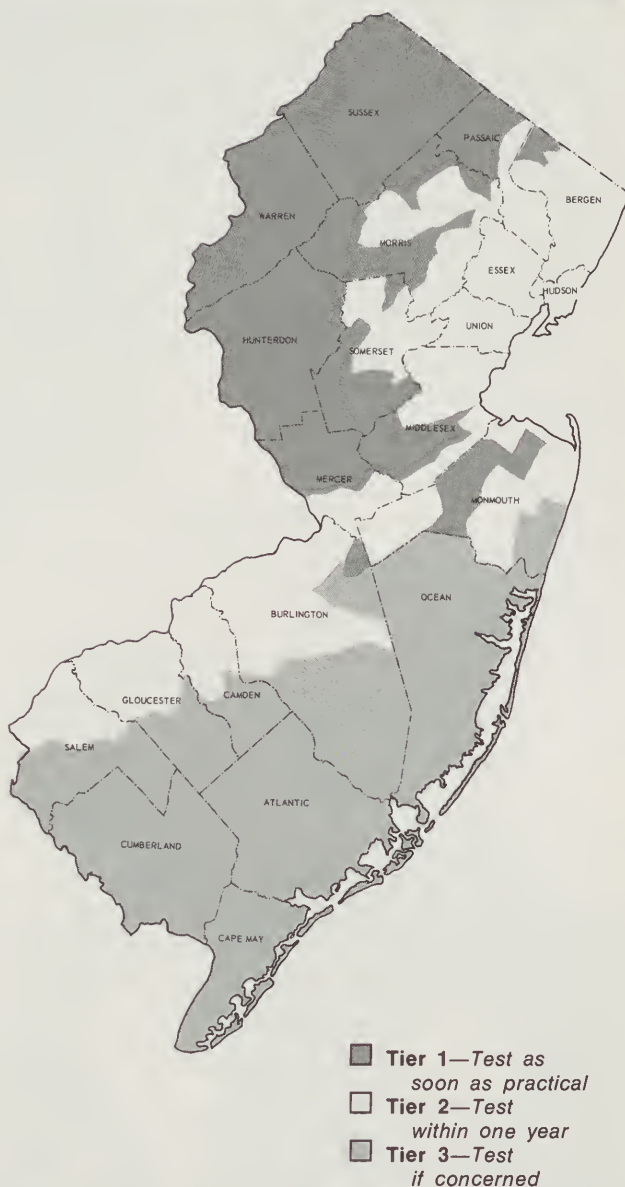 SUSSEX
PASSAIC
BERGEN
WARREN
MORRIS
ESSEX
HUDSON
HUNTERDON
SOMERSET
UNION
MIDDLESEX
MERCER
MONMOUTH
OCEAN
BURLINGTON
GLOUCESTER
CAMDEN
SALEM
ATLANTIC
CUMBERLAND
CAPE MAY
Tier 1—Test as
soon as practical
Tier 2—Test
within one year
Tier 3—Test
if concerned